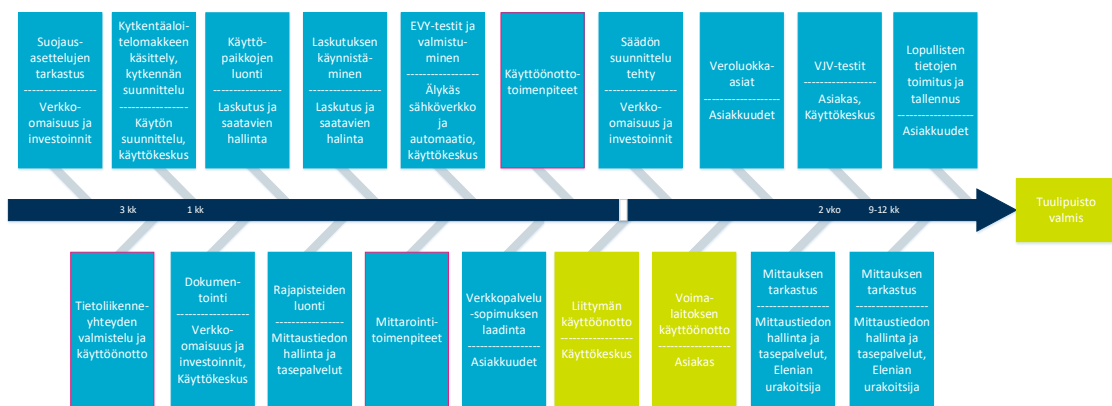 Suojaus-
asettelujen
tarkastus
------------------
Verkko-
omaisuus ja
investoinnit
Kytkentäaloi-
telomakkeen
käsittely,
kytkennän
suunnittelu
------------------
Käytön
suunnittelu,
käyttökeskus
Käyttö-
paikkojen
luonti
------------------
Laskutus ja
saatavien
hallinta
Laskutuksen
käynnistä-
minen
------------------
Laskutus ja
saatavien
halinta
EVY-testit ja
valmistu-
minen
------------------
Älykäs
sähköverkko
ja
automaatio,
käyttökeskus
Käyttöönotto-
toimenpiteet
Säädön
suunnittelu
tehty
------------------
Verkko-
omaisuus ja
investoinnit
Veroluokka-
asiat
------------------
Asiakkuudet
VJV-testit
------------------
Asiakas,
Käyttökeskus
Lopullisten
tietojen
toimitus ja
tallennus
------------------
Asiakkuudet
3 kk
1 kk
2 vko
9-12 kk
Tuulipuisto
valmis
Tietoliikenne-
yhteyden
valmistelu ja
käyttöönotto
Dokumen-
tointi
------------------
Verkko-
omaisuus ja
investoinnit,
Käyttökeskus
Rajapisteiden
luonti
------------------
Mittaustiedon
hallinta ja
tasepalvelut
Mittarointi-
toimenpiteet
Verkkopalvelu
-sopimuksen
laadinta
------------------
Asiakkuudet
Liittymän
käyttöönotto
------------------
Käyttökeskus
Voima-
laitoksen
käyttöönotto
------------------
Asiakas
Mittauksen
tarkastus
------------------
Mittaustiedon
hallinta ja
tasepalvelut,
Elenian
urakoitsija
Mittauksen
tarkastus
------------------
Mittaustiedon
hallinta ja
tasepalvelut,
Elenian
urakoitsija